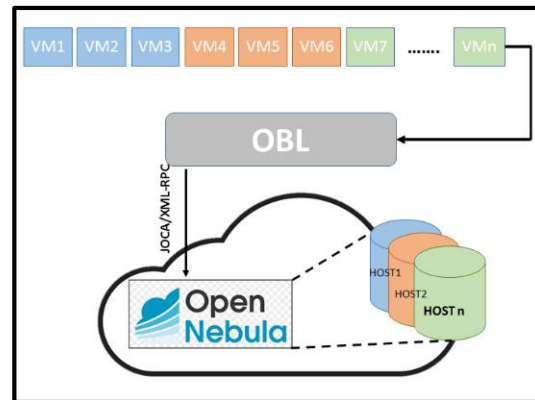 VM1 VM2 VM3 VM4 VM5 VM6 VM7 ....... VMn
OBL
JOCA/XML-RPC
Open
Nebula
HOST1
HOST2
HOST n